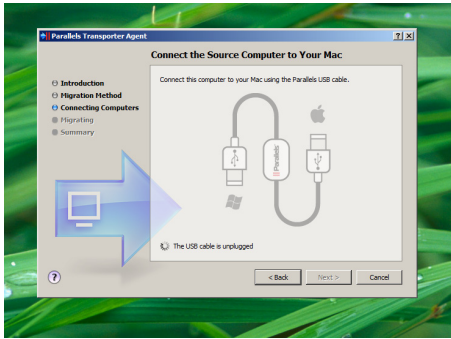 Parallels Transporter Agent
Connect the Source Computer to Your Mac
Introduction
Migration Method
Connecting Computers
Migrating
Summary
Connect this computer to your Mac using the Parallels USB cable.
Parallels
The USB cable is unplugged
?
< Back
Next >
Cancel